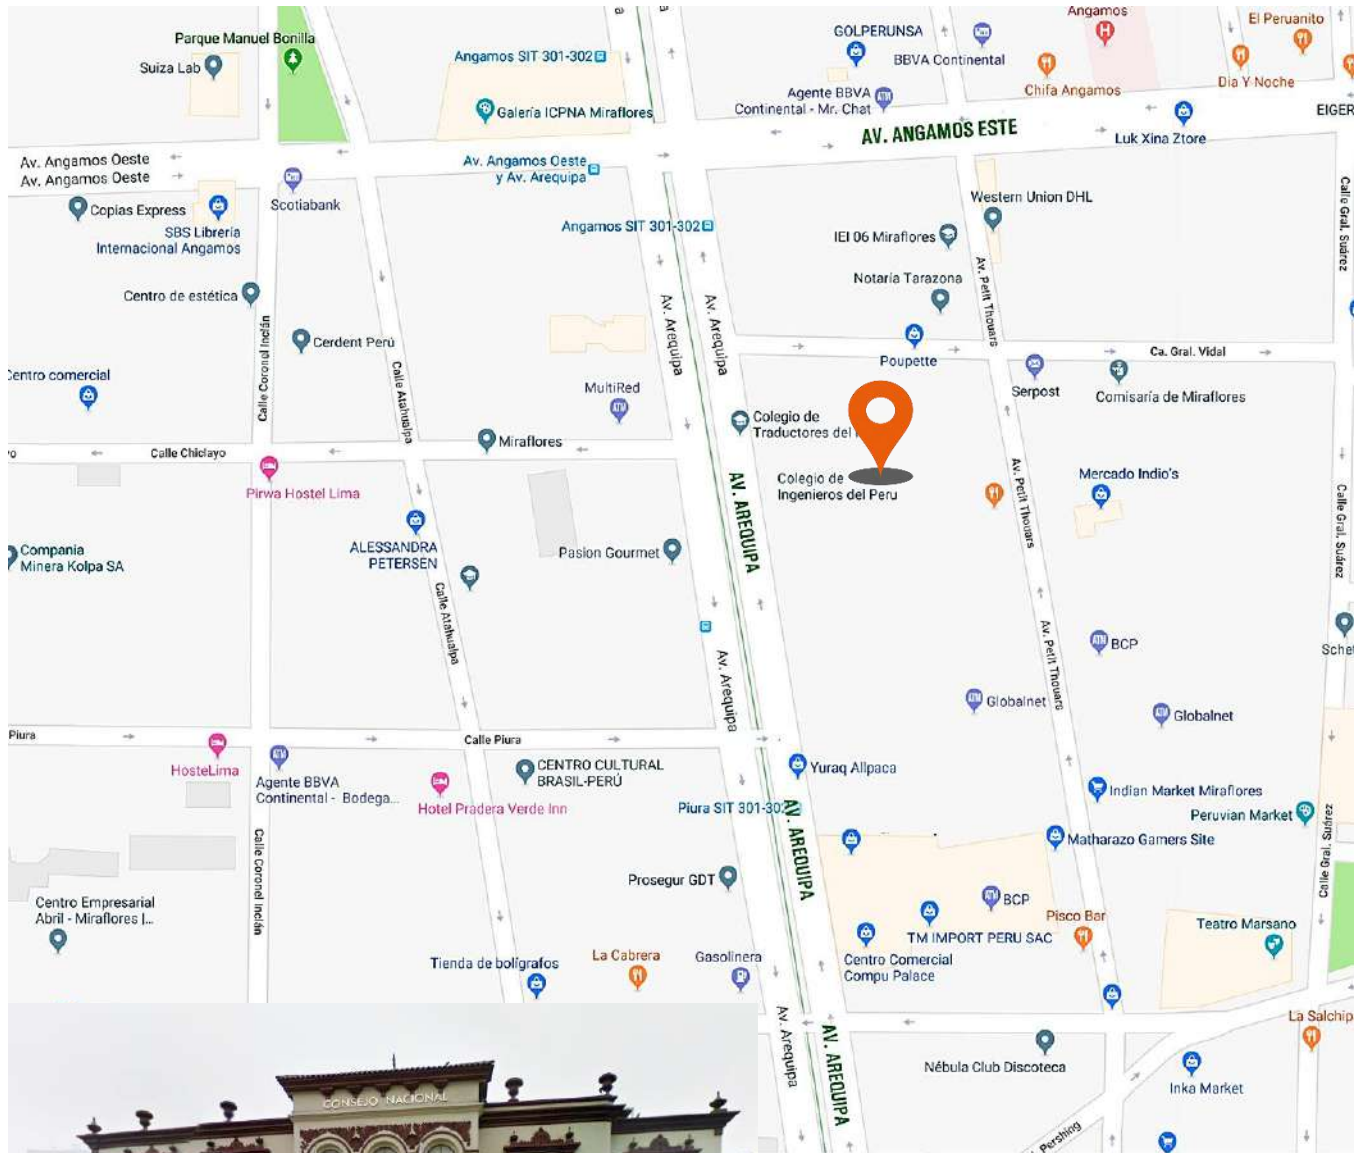 Parque Manuel Bonilla
Suiza Lab
Angamos SIT 301-302
GOLPERUNSA
BBVA Continental
Angamos
El Peruanito
Chifa Angamos
Dia Y Noche
Galería ICPNA Miraflores
Agente BBVA
Continental - Mr. Chat
AV. ANGAMOS ESTE
Luk Xina Ztore
EIGER
Av. Angamos Oeste
Av. Angamos Oeste
Av. Angamos Oeste
y Av. Arequipa
Copias Express
Scotiabank
SBS Librería
Internacional Angamos
Angamos SIT 301-302
Western Union DHL
IEI 06 Miraflores
Calle Gral. Suárez
Notaría Tarazona
Av. Petit Thouars
Centro de estética
Av. Arequipa
Av. Arequipa
Cerdent Perú
Calle Coronel Inclán
Poupette
Ca. Gral. Vidal
Serpost
Comisaría de Miraflores
Centro comercial
MultiRed
Calle Atahualpa
Colegio de
Traductores del
Calle Chiclayo
Miraflores
Pirwa Hostel Lima
AV. AREQUIPA
Colegio de
Ingenieros del Peru
Av. Petit Thouars
Mercado Indio's
Calle Gral. Suárez
ALESSANDRA
PETERSEN
Pasion Gourmet
Compania
Minera Kolpa SA
Calle Atahualpa
Av. Arequipa
Av. Petit Thouars
BCP
Globalnet
Globalnet
Piura
Calle Piura
HosteLima
Agente BBVA
Continental - Bodega...
CENTRO CULTURAL
BRASIL-PERÚ
Hotel Pradera Verde Inn
Yuraq Allpaca
Piura SIT 301-302
AV. AREQUIPA
Indian Market Miraflores
Peruvian Market
Matharazo Gamers Site
Calle Gral. Suárez
Calle Coronel Inclán
Prosegur GDT
Centro Empresarial
Abril - Miraflores |...
BCP
TM IMPORT PERU SAC
Pisco Bar
Teatro Marsano
Centro Comercial
Compu Palace
Tienda de bolígrafos
La Cabrera
Gasolinera
Av. Arequipa
AV. AREQUIPA
La Salchip
Nébula Club Discoteca
Inka Market
Pershing
CONSEJO NACIONAL